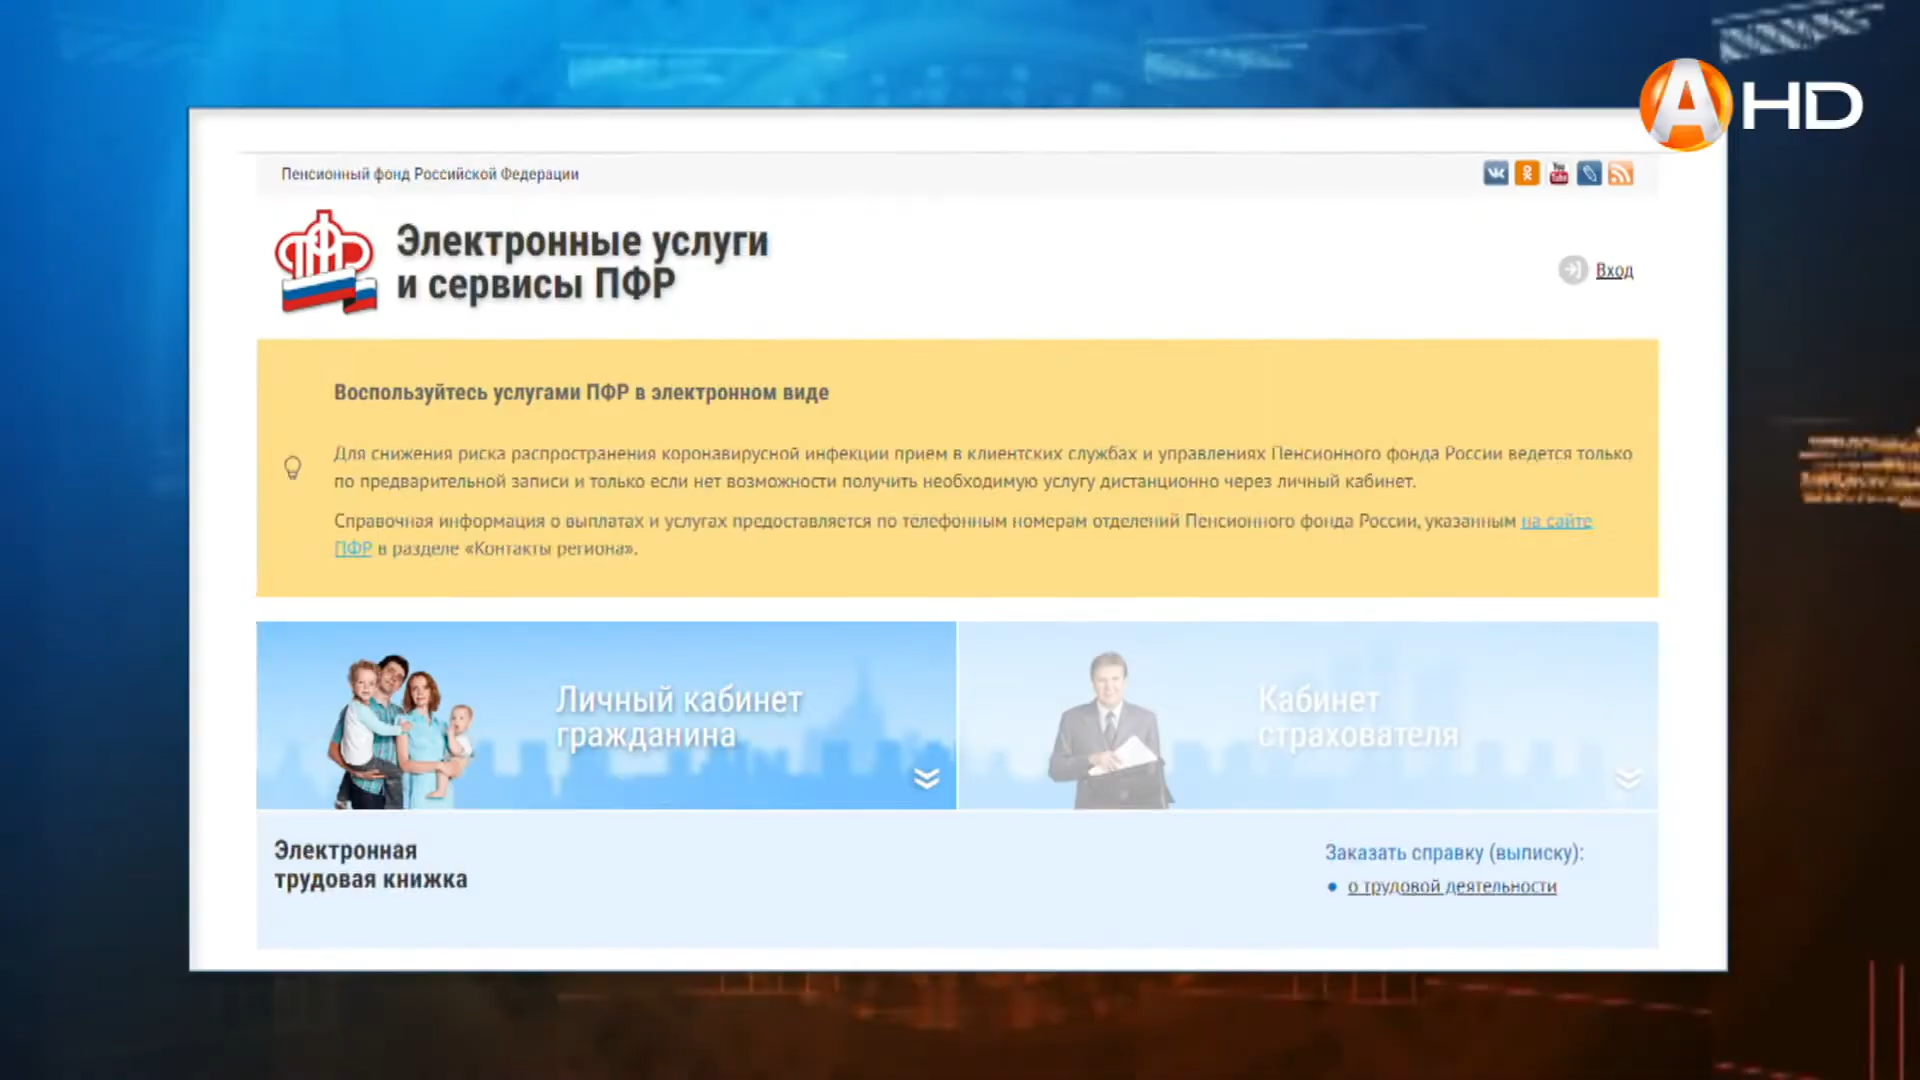 A HD
Пенсионный фонд Российской Федерации
ПФР
Электронные услуги
и сервисы ПФР
Вход
Воспользуйтесь услугами ПФР в электронном виде
Для снижения риска распространения коронавирусной инфекции прием в клиентских службах и управлениях Пенсионного фонда России ведется только
по предварительной записи и только если нет возможности получить необходимую услугу дистанционно через личный кабинет.
Справочная информация о выплатах и услугах предоставляется по телефонным номерам отделений Пенсионного фонда России, указанным на сайте
ПФР в разделе «Контакты региона».
Личный кабинет
гражданина
Кабинет
страхователя
Электронная
трудовая книжка
Заказать справку (выписку):
о трудовой деятельности